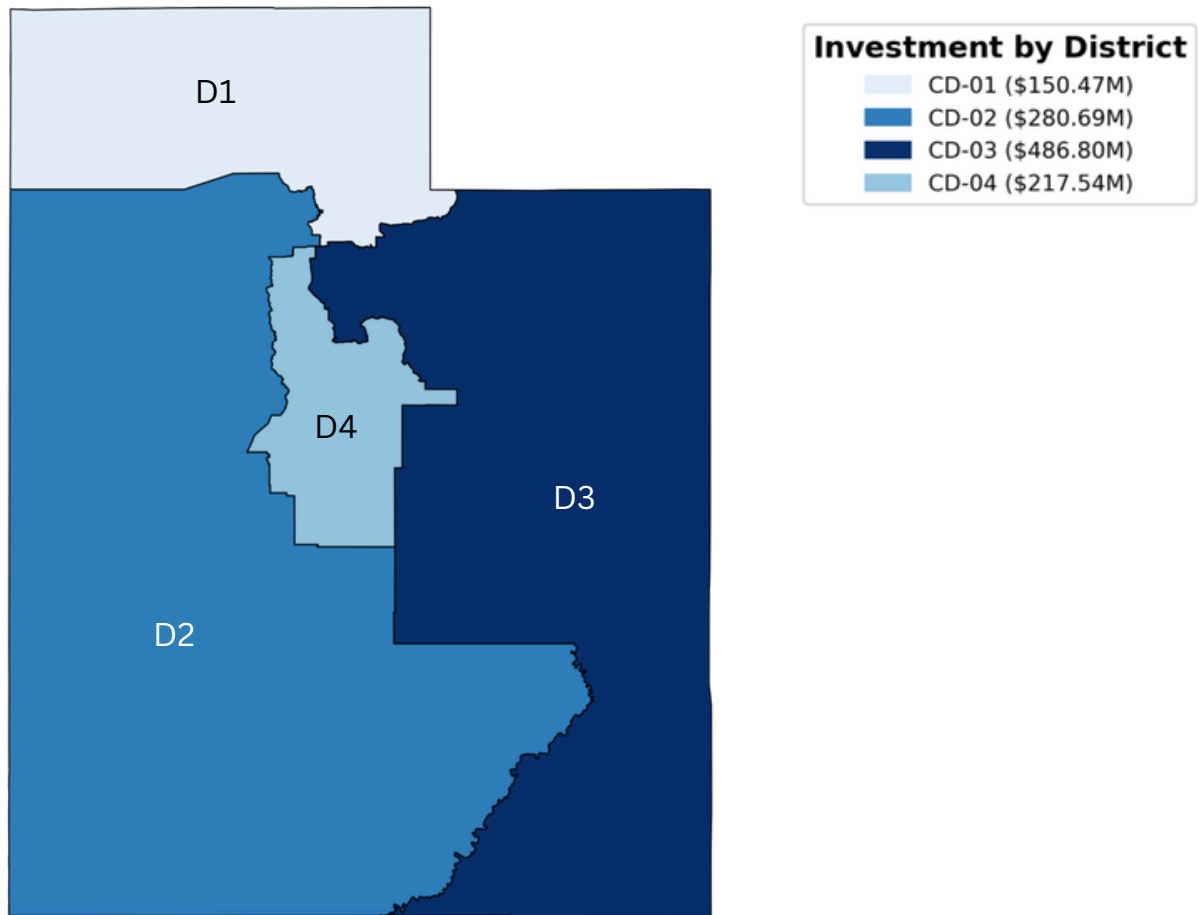 D1
D4
D3
D2
Investment by District
CD-01 ($150.47M)
CD-02 ($280.69M)
CD-03 ($486.80M)
CD-04 ($217.54M)